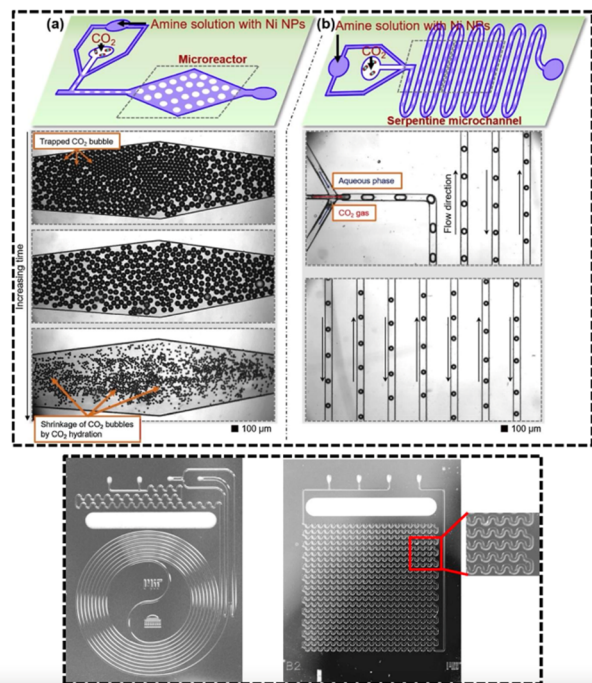 (a)
Amine solution with Ni NPs
CO2
Microreactor
(b)
Amine solution with Ni NPs
CO2
Serpentine microchannel
Trapped CO2 bubble
Increasing time
Shrinkage of CO2 bubbles
by CO2 hydration
100 μm
Aqueous phase
CO2 gas
Flow direction
100 μm
B2